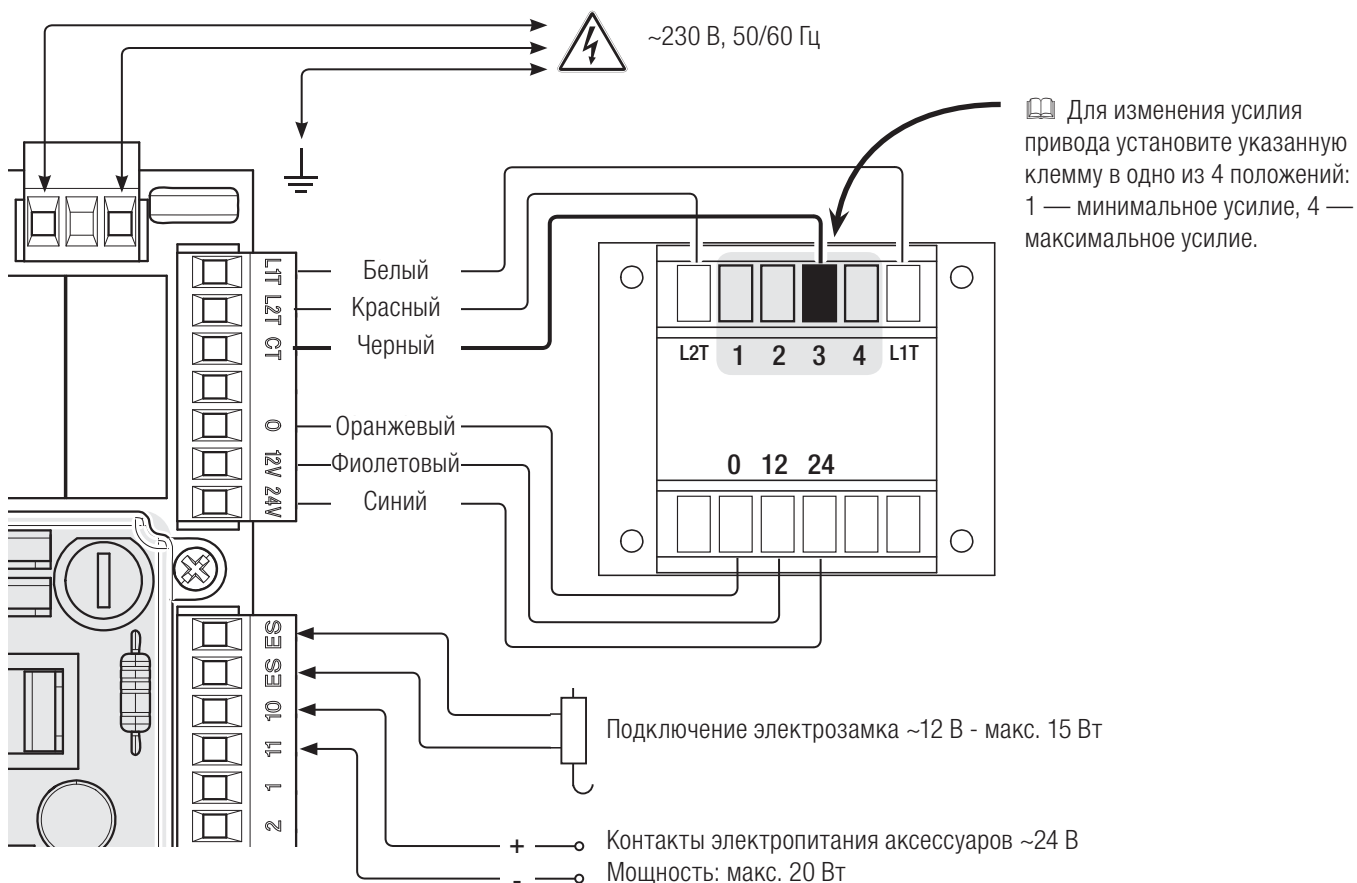 ~230 В, 50/60 Гц
Для изменения усилия
привода установите указанную
клемму в одно из 4 положений:
1 — минимальное усилие, 4 —
максимальное усилие.
L1T
Белый
L2T
Красный
CT
Черный
L2T 1 2 3 4 L1T
0
Оранжевый
12V
Фиолетовый
24V
Синий
0 12 24
ES
ES
10
11
1
2
Подключение электрозамка ~12 В - макс. 15 Вт
+
Контакты электропитания аксессуаров ~24 В
-
Мощность: макс. 20 Вт